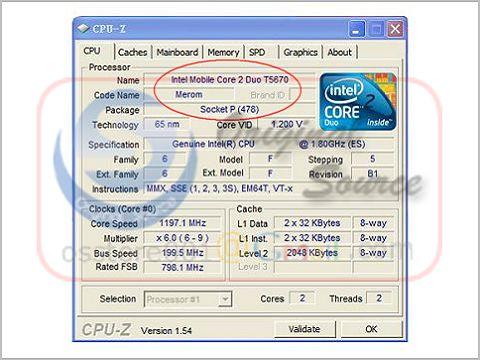 CPU-Z
CPU Caches Mainboard Memory SPD Graphics About
Processor
Name Intel Mobile Core 2 Duo T5670
Code Name Merom Brand ID
Package Socket P (478)
Technology 65 nm Core VID 1.200 V
intel CORE 2 Duo inside
Specification Genuine Intel(R) CPU @ 1.80GHz (ES)
Family 6 Model F Stepping 5
Ext. Family 6 Ext. Model F Revision B1
Instructions MMX, SSE (1, 2, 3, 3S), EM64T, VT-x
Original
Source
Clocks (Core #0)
Core Speed 1197.1 MHz
Multiplier x 6.0 (6 - 9)
Bus Speed 199.5 MHz
Rated FSB 798.1 MHz
Cache
L1 Data 2 x 32 KBytes 8-way
L1 Inst. 2 x 32 KBytes 8-way
Level 2 2048 KBytes 8-way
Level 3
Selection Processor #1 Cores 2 Threads 2
CPU-Z Version 1.54 Validate OK